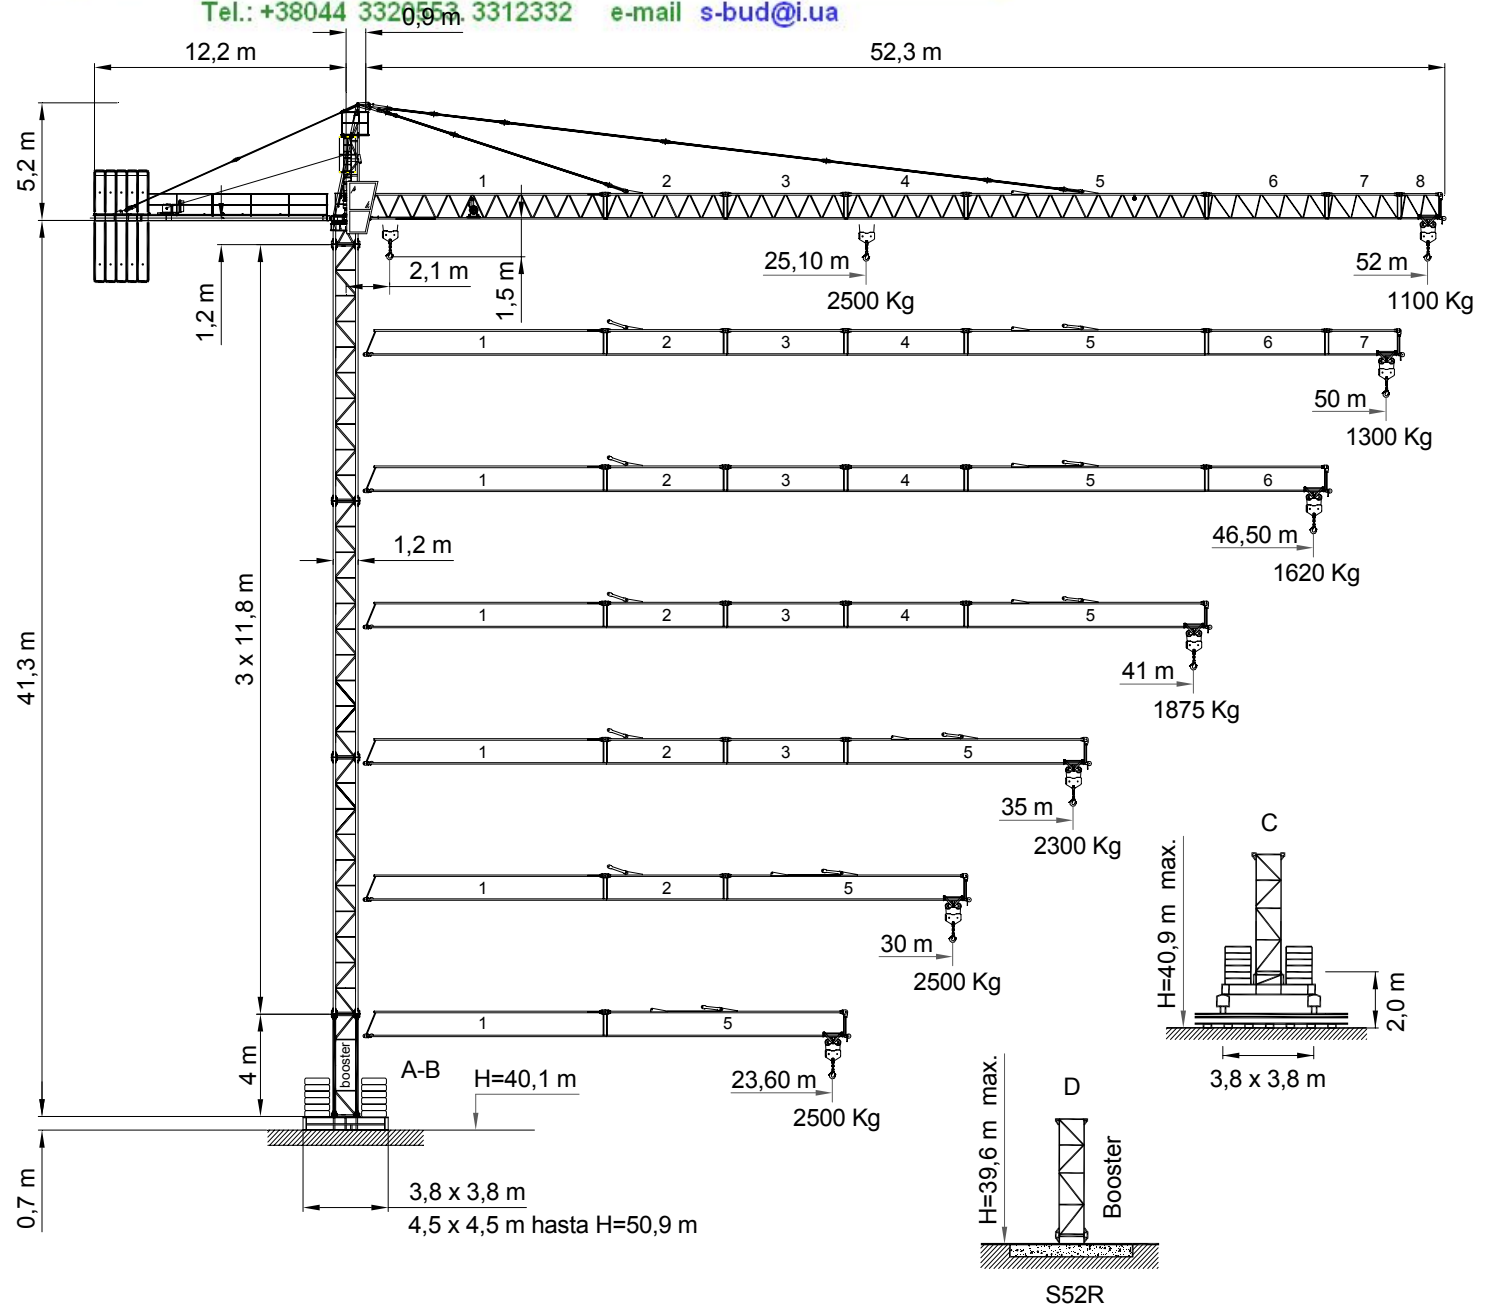 Tel.: +38044 3320553, 3312332 e-mail s-bud@i.ua
0,9 m
12,2 m
52,3 m
5,2 m
1 2 3 4 5 6 7 8
1,2 m
2,1 m
1,5 m
25,10 m
2500 Kg
52 m
1100 Kg
1 2 3 4 5 6 7
50 m
1300 Kg
1 2 3 4 5 6
46,50 m
1620 Kg
1,2 m
3 x 11,8 m
41,3 m
1 2 3 4 5
41 m
1875 Kg
1 2 3 5
35 m
2300 Kg
1 2 5
30 m
2500 Kg
1 5
23,60 m
2500 Kg
4 m
booster
A-B
H=40,1 m
0,7 m
3,8 x 3,8 m
4,5 x 4,5 m hasta H=50,9 m
C
H=40,9 m max.
2,0 m
3,8 x 3,8 m
D
H=39,6 m max.
Booster
S52R